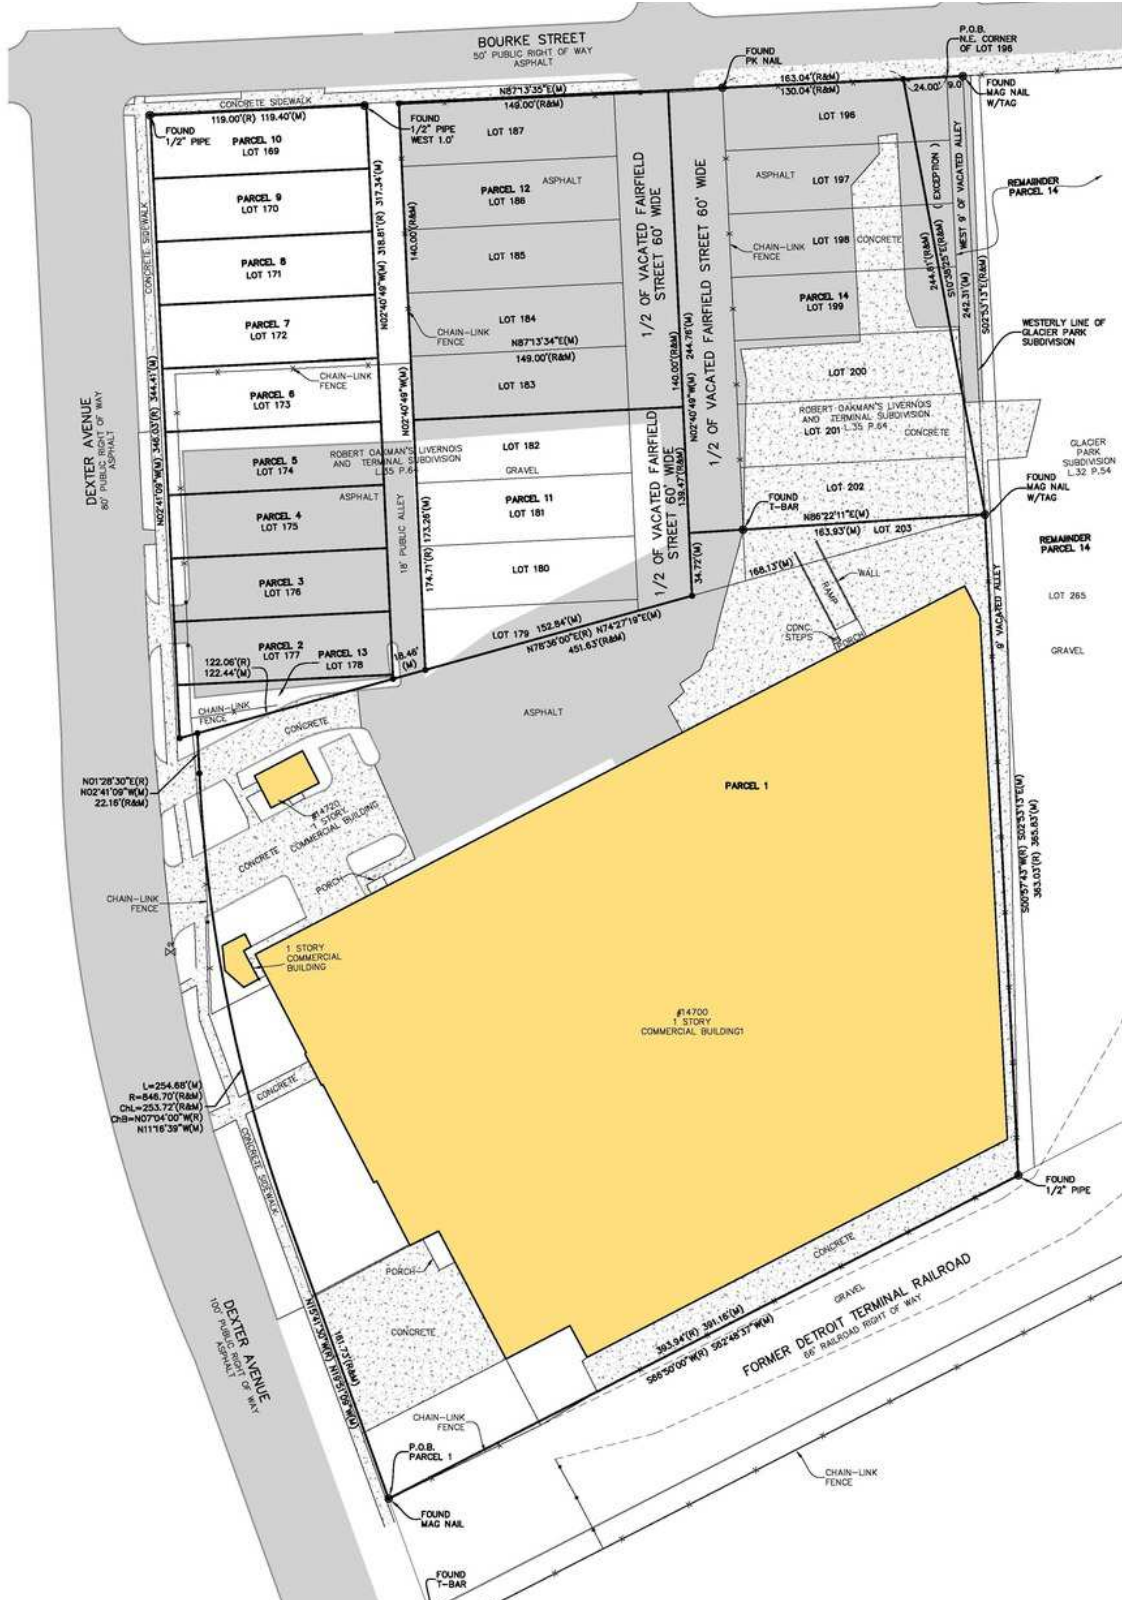 BOURKE STREET
50' PUBLIC RIGHT OF WAY
ASPHALT
P.O.B.
N.E. CORNER
OF LOT 196
FOUND
PK NAIL
163.04'(R&M)
130.04'(R&M)
24.00'
9.0
FOUND
MAG NAIL
W/TAG
N87°13'35"E(M)
149.00'(R&M)
CONCRETE SIDEWALK
119.00'(R) 119.40'(M)
FOUND
1/2" PIPE
FOUND
1/2" PIPE
WEST 1.0'
PARCEL 10
LOT 169
PARCEL 9
LOT 170
PARCEL 8
LOT 171
PARCEL 7
LOT 172
CHAIN-LINK
FENCE
PARCEL 6
LOT 173
PARCEL 5
LOT 174
ASPHALT
PARCEL 4
LOT 175
PARCEL 3
LOT 176
PARCEL 2
LOT 177
PARCEL 13
LOT 178
CONCRETE SIDEWALK
N02°41'09"W(M) 346.03'(R) 344.41'(M)
DEXTER AVENUE
80' PUBLIC RIGHT OF WAY
ASPHALT
N02°40'49"W(M) 318.81'(R) 317.34'(M)
18' PUBLIC ALLEY
140.00'(R&M)
N02°40'49"W(M)
174.71'(R) 173.26'(M)
LOT 187
PARCEL 12
LOT 186
ASPHALT
LOT 185
LOT 184
CHAIN-LINK
FENCE
N87°13'34"E(M)
149.00'(R&M)
LOT 183
ROBERT OAKMAN'S LIVERNOIS
AND TERMINAL SUBDIVISION
L.35 P.64
LOT 182
GRAVEL
PARCEL 11
LOT 181
LOT 180
LOT 179
152.84'(M)
N78°36'00"E(R) N74°27'19"E(M)
451.63'(R&M)
1/2 OF VACATED FAIRFIELD
STREET 60' WIDE
1/2 OF VACATED FAIRFIELD
STREET 60' WIDE
1/2 OF VACATED FAIRFIELD STREET 60' WIDE
140.00'(R&M)
N02°40'49"W(M) 244.76'(M)
139.47'(R&M)
34.72'(M)
LOT 196
ASPHALT
LOT 197
LOT 198
CONCRETE
CHAIN-LINK
FENCE
PARCEL 14
LOT 199
LOT 200
ROBERT OAKMAN'S LIVERNOIS
AND TERMINAL SUBDIVISION
LOT 201 L.35 P.64
CONCRETE
LOT 202
( EXCEPTION )
244.81'(R&M)
S10°38'25"E(R&M)
WEST 9' OF VACATED ALLEY
242.31'(M)
S02°53'13"E(R&M)
REMAINDER
PARCEL 14
WESTERLY LINE OF
GLACIER PARK
SUBDIVISION
GLACIER
PARK
SUBDIVISION
L.32 P.54
FOUND
MAG NAIL
W/TAG
FOUND
T-BAR
N86°22'11"E(M)
163.93'(M)
LOT 203
168.13'(M)
WALL
RAMP
CONC.
STEPS
PORCH
REMAINDER
PARCEL 14
LOT 265
GRAVEL
9' VACATED ALLEY
122.06'(R)
122.44'(M)
18.46'
(M)
CHAIN-LINK
FENCE
CONCRETE
ASPHALT
N01°28'30"E(R)
N02°41'09"W(M)
22.16'(R&M)
#14720
1 STORY
COMMERCIAL BUILDING
CONCRETE
PORCH
CHAIN-LINK
FENCE
1 STORY
COMMERCIAL
BUILDING
PARCEL 1
S00°57'43"W(R) S02°53'13"E(M)
363.03'(R) 365.83'(M)
#14700
1 STORY
COMMERCIAL BUILDING1
L=254.68'(M)
R=846.70'(R&M)
ChL=253.72'(R&M)
ChB=N07°04'00"W(R)
N11°16'39"W(M)
CONCRETE
CONCRETE SIDEWALK
FOUND
1/2" PIPE
PORCH
CONCRETE
CONCRETE
GRAVEL
393.94'(R) 391.16'(M)
S66°50'00"W(R) S62°48'37"W(M)
FORMER DETROIT TERMINAL RAILROAD
66' RAILROAD RIGHT OF WAY
DEXTER AVENUE
100' PUBLIC RIGHT OF WAY
ASPHALT
181.73'(R&M)
N15°41'30"W(R) N19°51'09"W(M)
CHAIN-LINK
FENCE
P.O.B.
PARCEL 1
FOUND
MAG NAIL
CHAIN-LINK
FENCE
FOUND
T-BAR